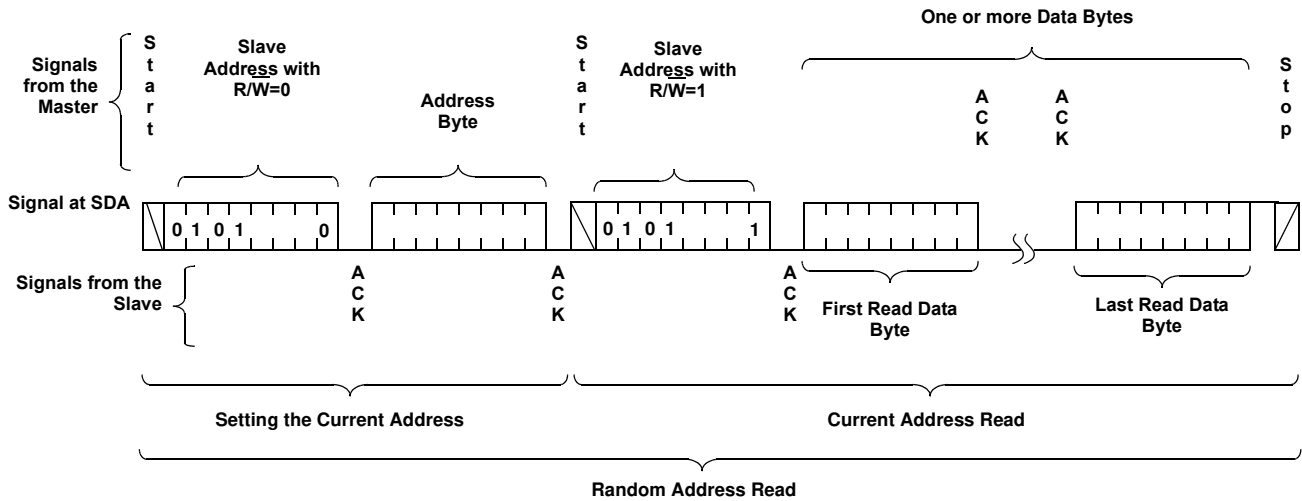 One or more Data Bytes
Signals
from the
Master
S
t
a
r
t
Slave
Address with
R/W̅=0
Address
Byte
S
t
a
r
t
Slave
Address with
R/W̅=1
A
C
K
A
C
K
S
t
o
p
Signal at SDA
0 1 0 1 0
0 1 0 1 1
Signals from the
Slave
A
C
K
A
C
K
A
C
K
First Read Data
Byte
Last Read Data
Byte
Setting the Current Address
Current Address Read
Random Address Read